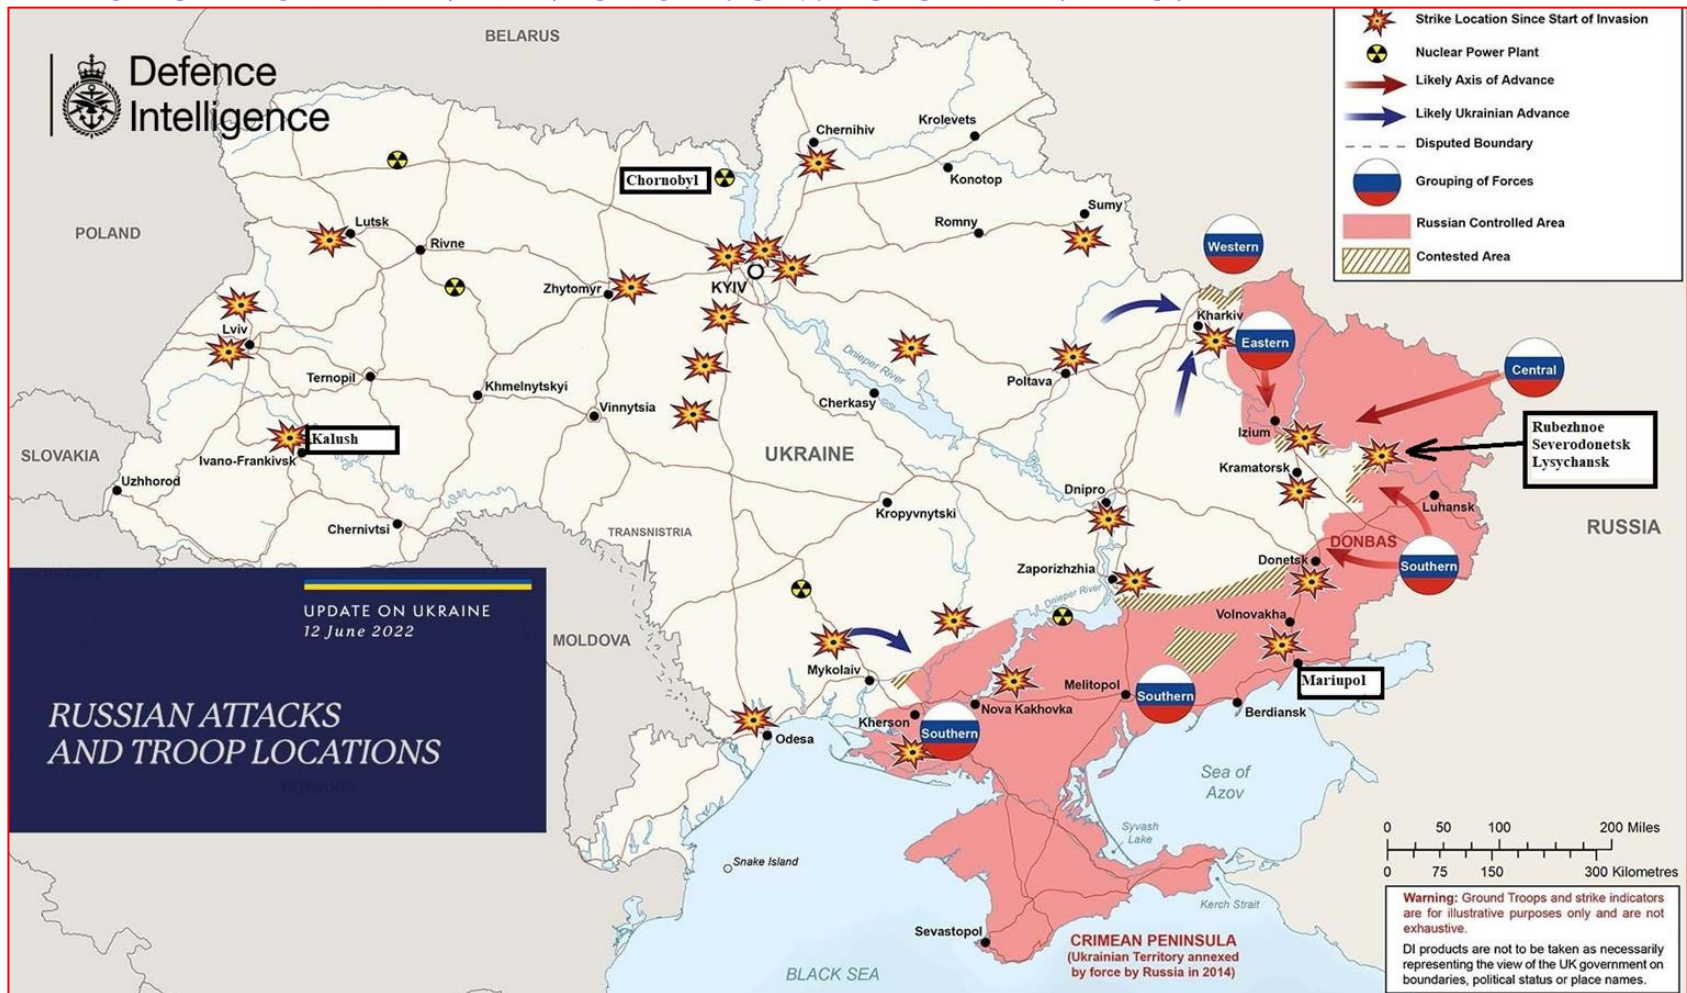 Defence
Intelligence
Strike Location Since Start of Invasion
Nuclear Power Plant
Likely Axis of Advance
Likely Ukrainian Advance
Disputed Boundary
Grouping of Forces
Russian Controlled Area
Contested Area
BELARUS
Chernihiv
Krolevets
Konotop
Chornobyl
Sumy
Romny
POLAND
Lutsk
Rivne
Western
Zhytomyr
KYIV
Kharkiv
Lviv
Eastern
Dnieper River
Central
Ternopil
Khmelnytskyi
Poltava
Cherkasy
Vinnytsia
Izium
Rubezhnoe
Severodonetsk
Lysychansk
Kalush
Ivano-Frankivsk
SLOVAKIA
UKRAINE
Kramatorsk
Uzhhorod
Dnipro
Kropyvnytski
Luhansk
Chernivtsi
TRANSNISTRIA
RUSSIA
DONBAS
Donetsk
Southern
Zaporizhzhia
Dnieper River
UPDATE ON UKRAINE
12 June 2022
Volnovakha
MOLDOVA
Mykolaiv
Mariupol
Melitopol
Southern
RUSSIAN ATTACKS
AND TROOP LOCATIONS
Berdiansk
Nova Kakhovka
Kherson
Southern
Odesa
Sea of
Azov
ROMANIA
Syvash
Lake
0 50 100 200 Miles
0 75 150 300 Kilometres
Snake Island
Kerch Strait
Warning: Ground Troops and strike indicators
are for illustrative purposes only and are not
exhaustive.
DI products are not to be taken as necessarily
representing the view of the UK government on
boundaries, political status or place names.
Sevastopol
CRIMEAN PENINSULA
(Ukrainian Territory annexed
by force by Russia in 2014)
BLACK SEA